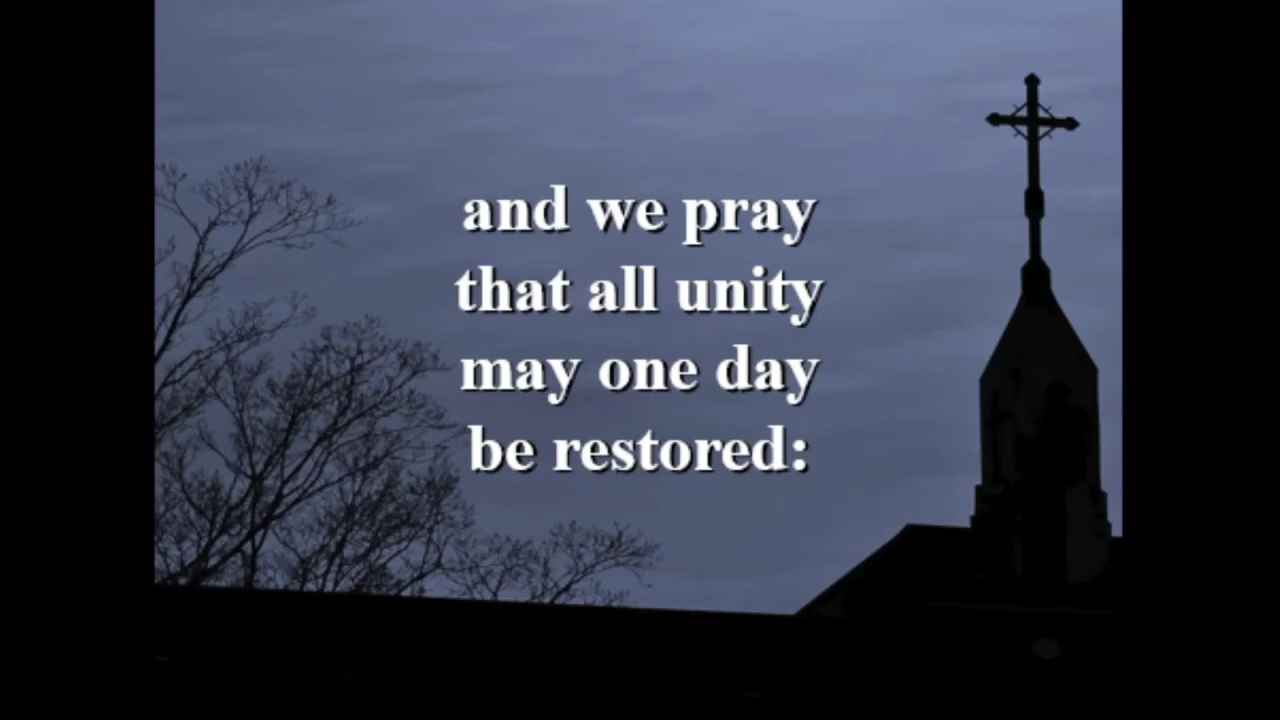 and we pray
that all unity
may one day
be restored: